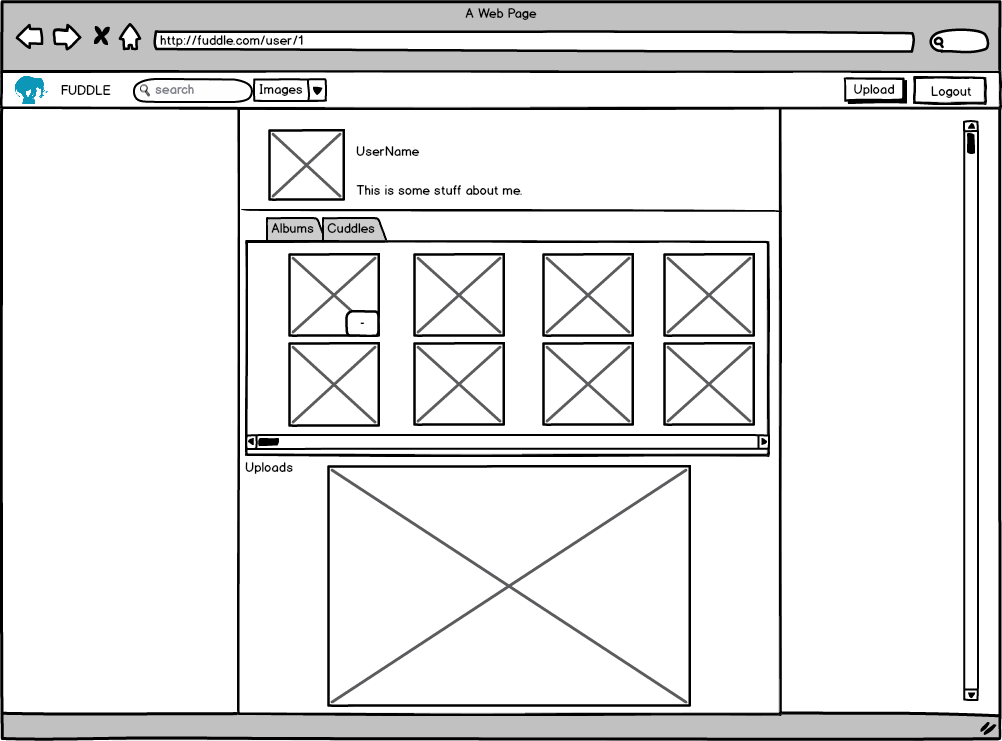 A Web Page
http://fuddle.com/user/1
FUDDLE
search
Images
Upload
Logout
UserName
This is some stuff about me.
Albums
Cuddles
-
Uploads